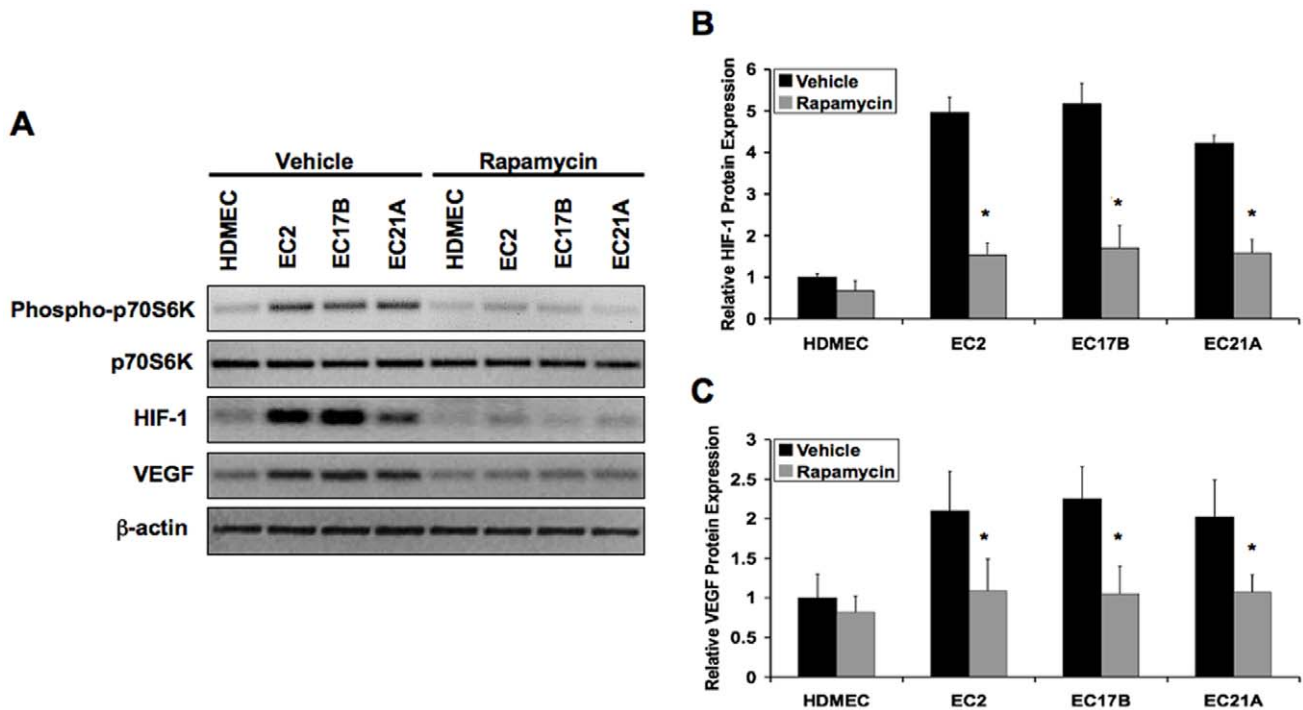 A
Vehicle Rapamycin
HDMEC EC2 EC17B EC21A HDMEC EC2 EC17B EC21A
Phospho-p70S6K
p70S6K
HIF-1
VEGF
β-actin
B
Relative HIF-1 Protein Expression
6
5
4
3
2
1
0
Vehicle
Rapamycin
* * *
HDMEC EC2 EC17B EC21A
C
Relative VEGF Protein Expression
3
2.5
2
1.5
1
0.5
0
Vehicle
Rapamycin
* * *
HDMEC EC2 EC17B EC21A